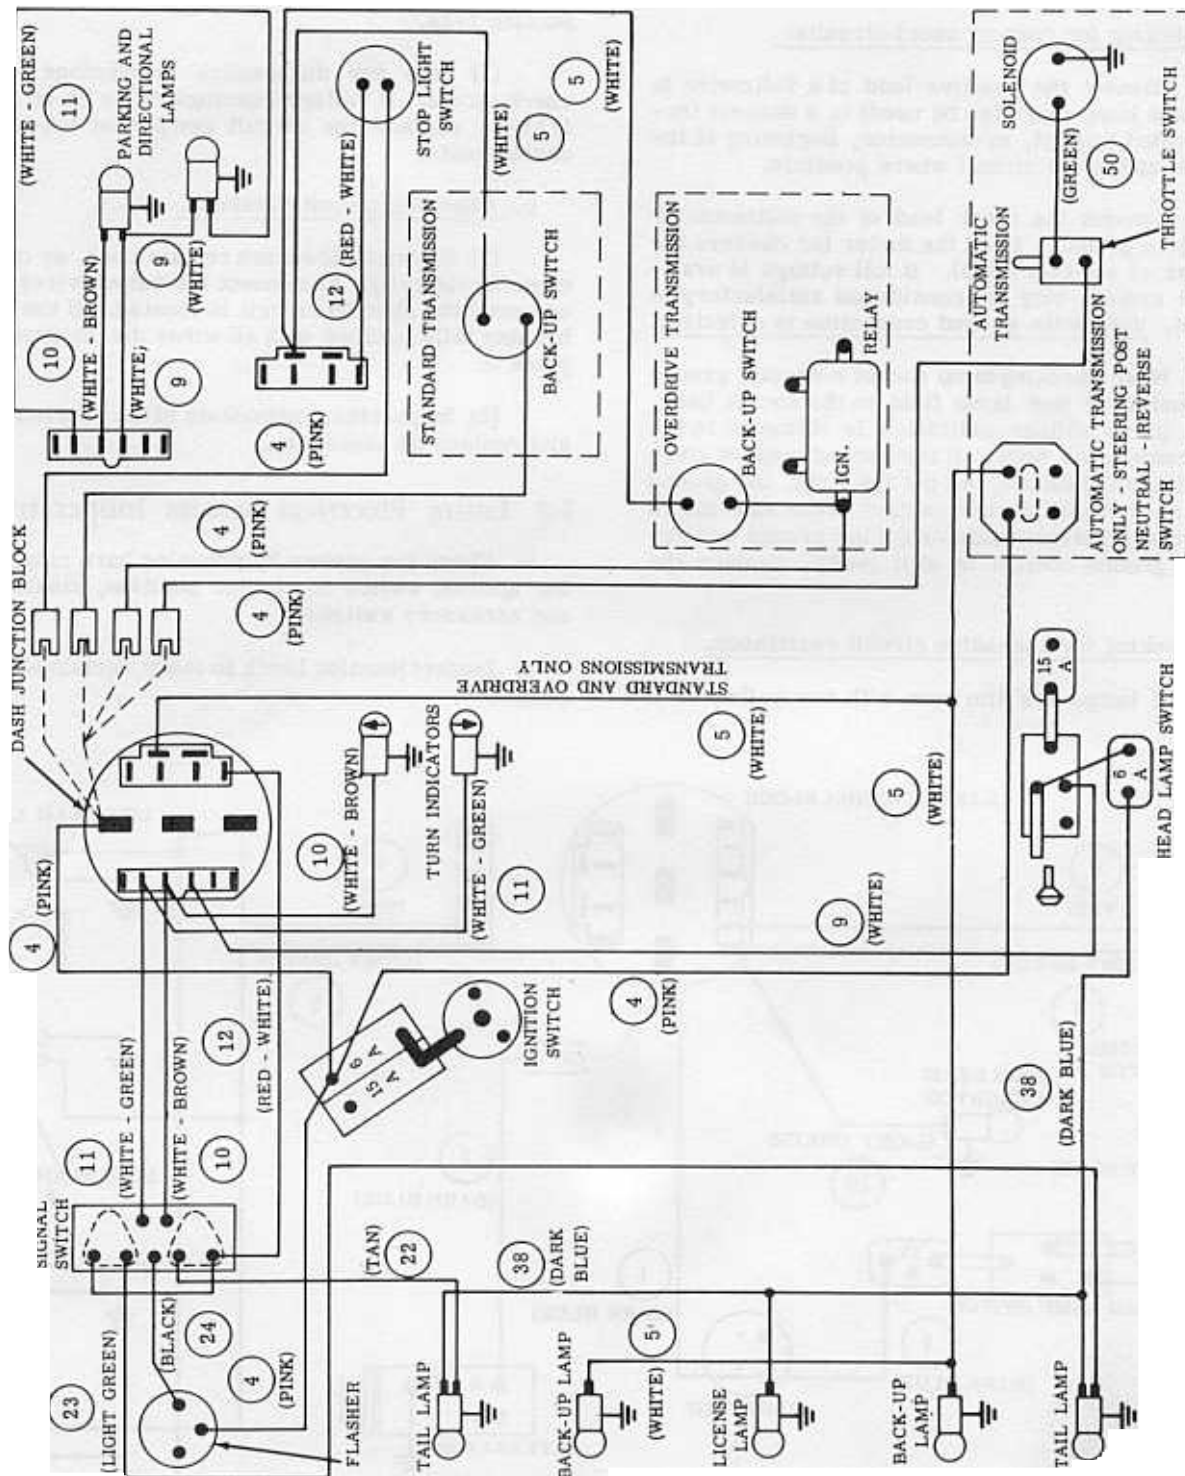 (WHITE - GREEN)
11
PARKING AND
DIRECTIONAL
LAMPS
9
(WHITE)
10
(WHITE - BROWN)
(WHITE,
9
STOP LIGHT
SWITCH
(RED - WHITE)
12
4
(PINK)
5
(WHITE)
(WHITE)
5
STANDARD TRANSMISSION
BACK-UP SWITCH
OVERDRIVE TRANSMISSION
BACK-UP SWITCH
RELAY
IGN.
SOLENOID
(GREEN)
50
THROTTLE SWITCH
AUTOMATIC
TRANSMISSION
AUTOMATIC TRANSMISSION
ONLY - STEERING POST
NEUTRAL - REVERSE
SWITCH
4
(PINK)
4
(PINK)
DASH JUNCTION BLOCK
STANDARD AND OVERDRIVE
TRANSMISSIONS ONLY
(PINK)
4
10
(WHITE - BROWN)
TURN INDICATORS
(WHITE - GREEN)
11
5
(WHITE)
5
(WHITE)
9
(WHITE)
15
A
6
A
HEAD LAMP SWITCH
12
(RED - WHITE)
6 A
15 A
IGNITION
SWITCH
4
(PINK)
11
(WHITE - GREEN)
(WHITE - BROWN)
10
SIGNAL
SWITCH
(DARK BLUE)
38
(TAN)
22
38
(DARK
BLUE)
23
(LIGHT GREEN)
(BLACK)
24
4
(PINK)
FLASHER
TAIL LAMP
BACK-UP LAMP
(WHITE)
5
LICENSE
LAMP
BACK-UP
LAMP
TAIL LAMP